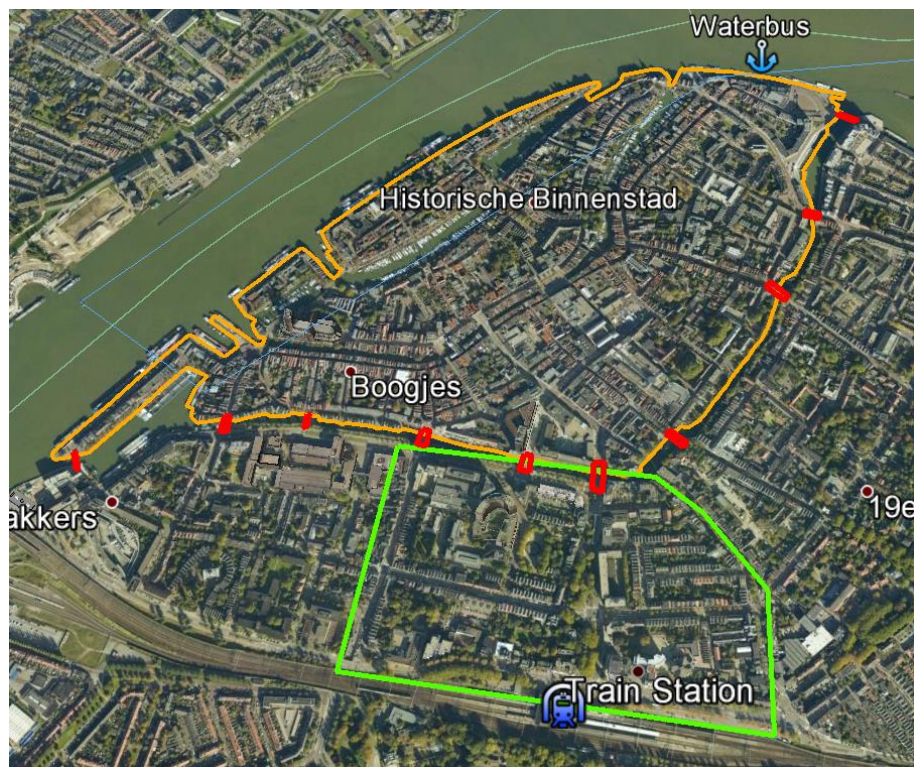 Waterbus
Historische Binnenstad
Boogjes
akkers
19e
Train Station